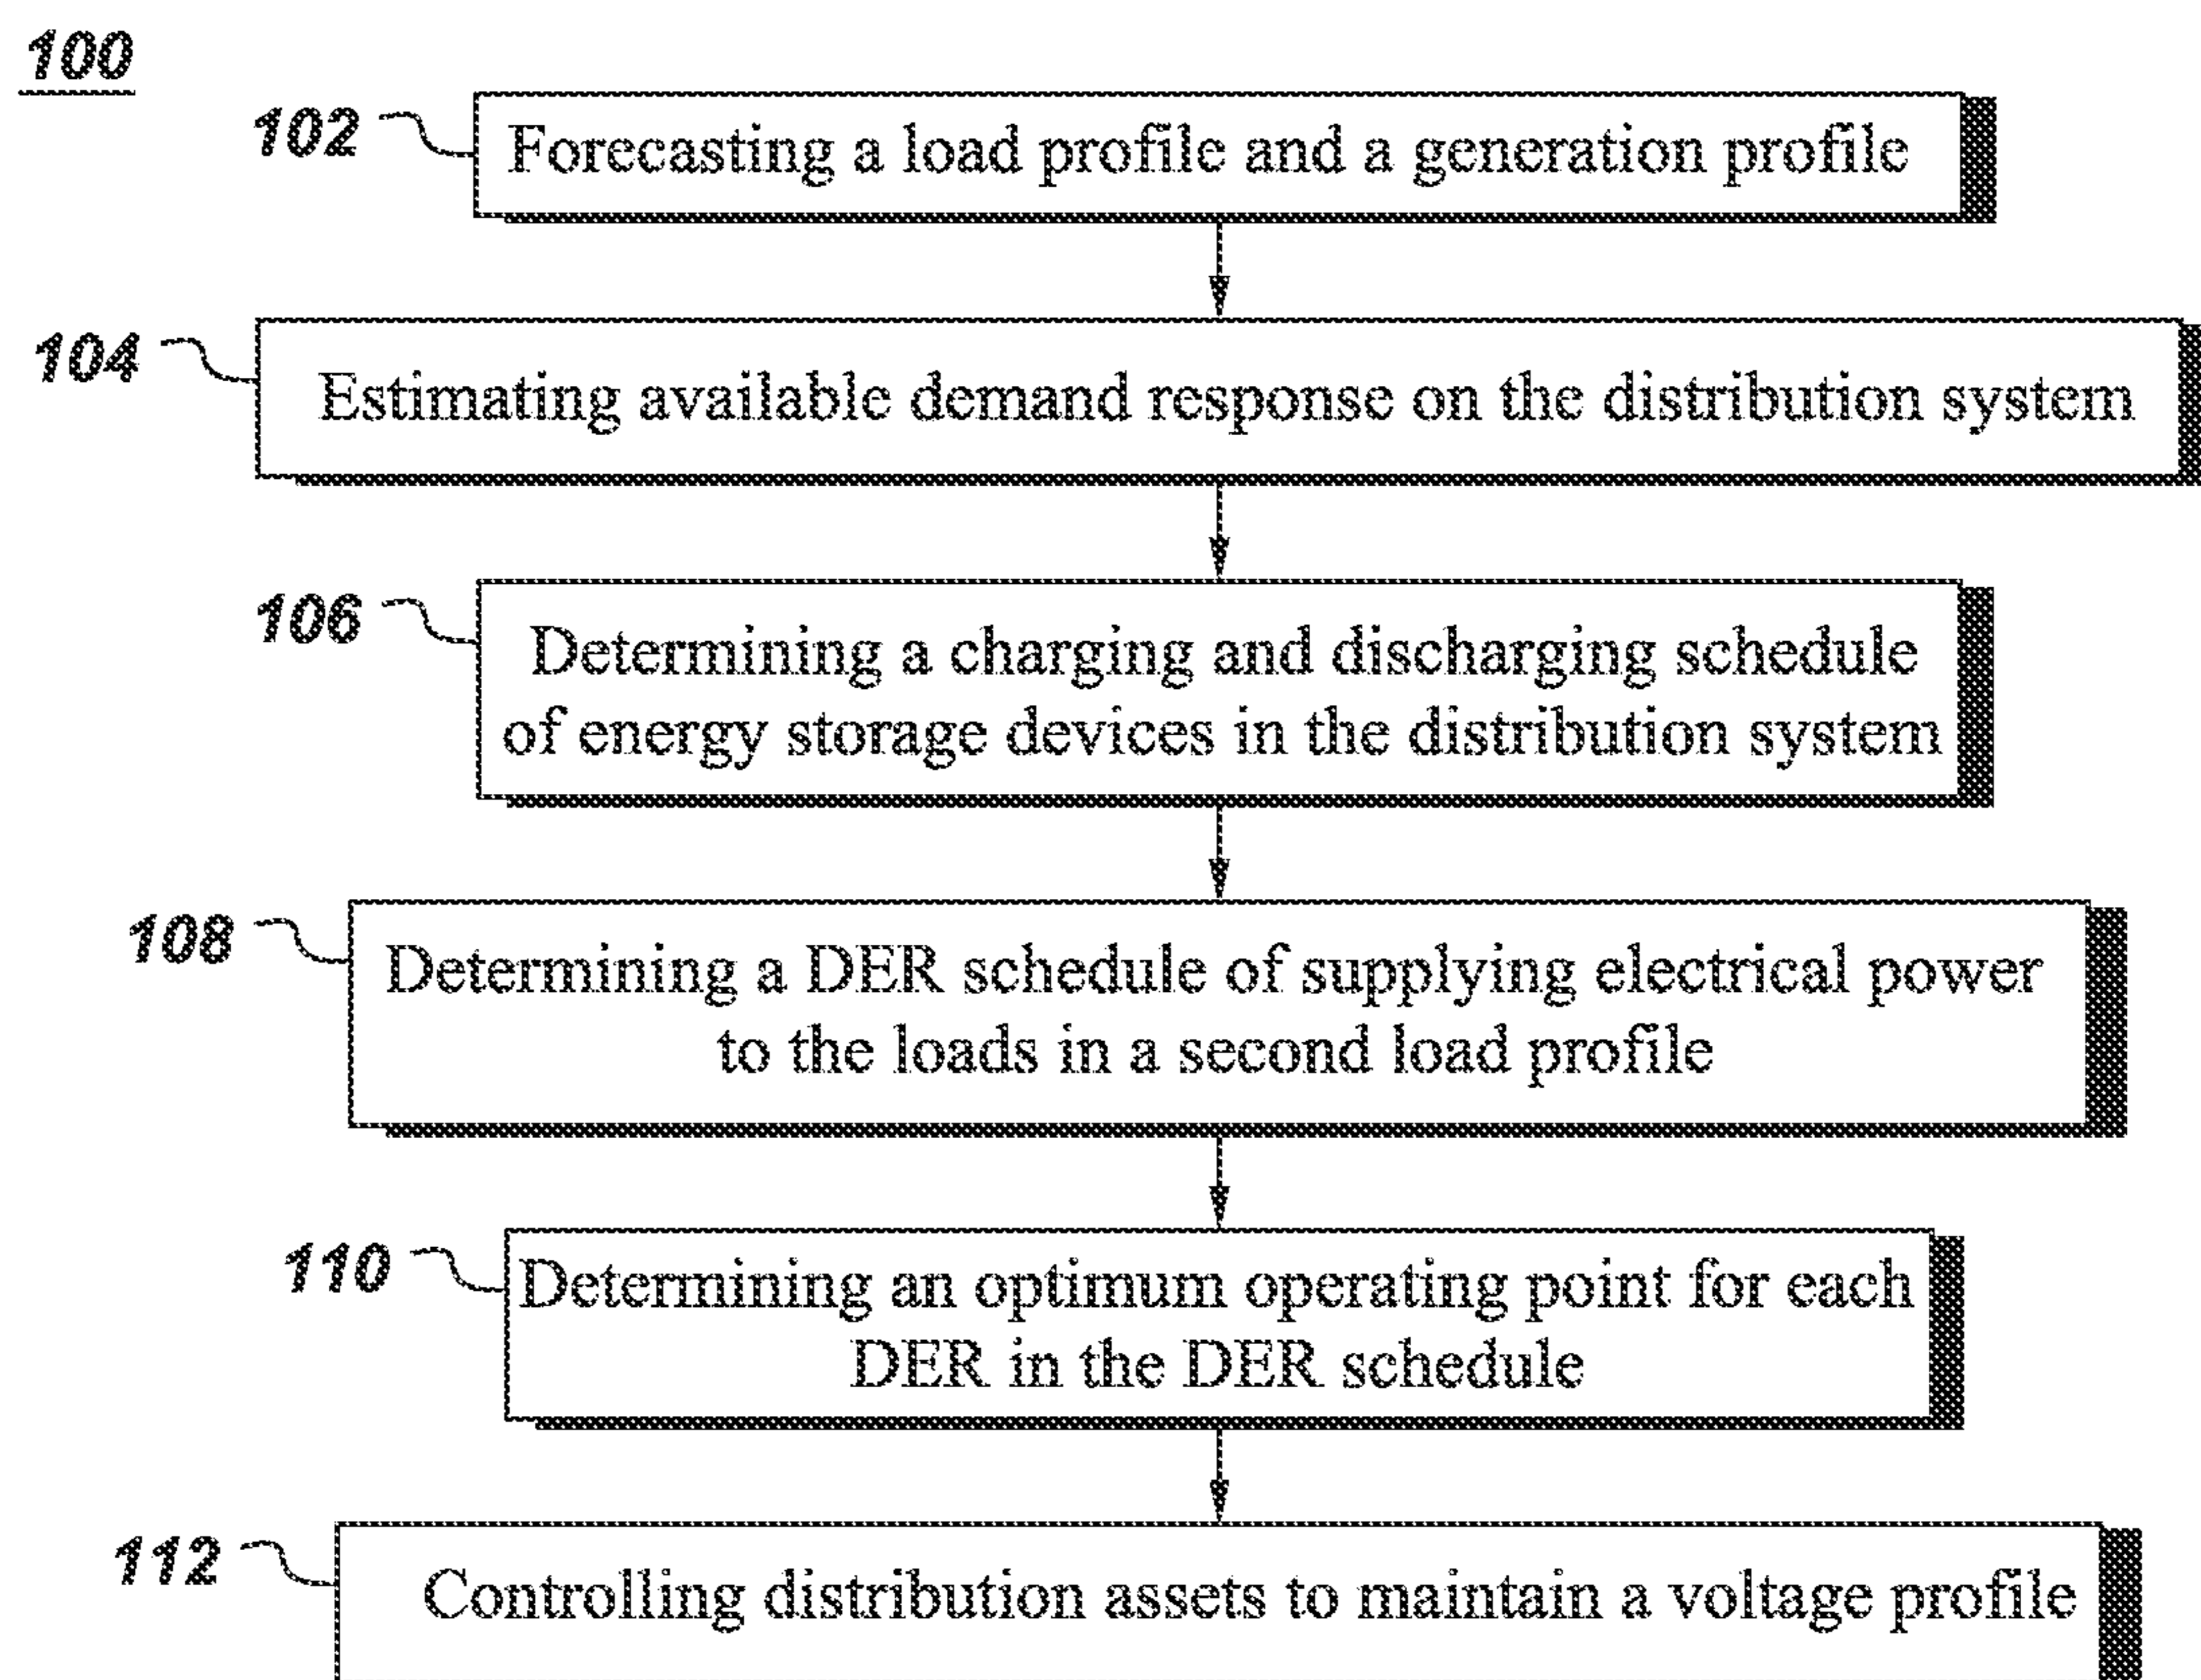 100
102
Forecasting a load profile and a generation profile
104
Estimating available demand response on the distribution system
106
Determining a charging and discharging schedule
of energy storage devices in the distribution system
108
Determining a DER schedule of supplying electrical power
to the loads in a second load profile
110
Determining an optimum operating point for each
DER in the DER schedule
112
Controlling distribution assets to maintain a voltage profile